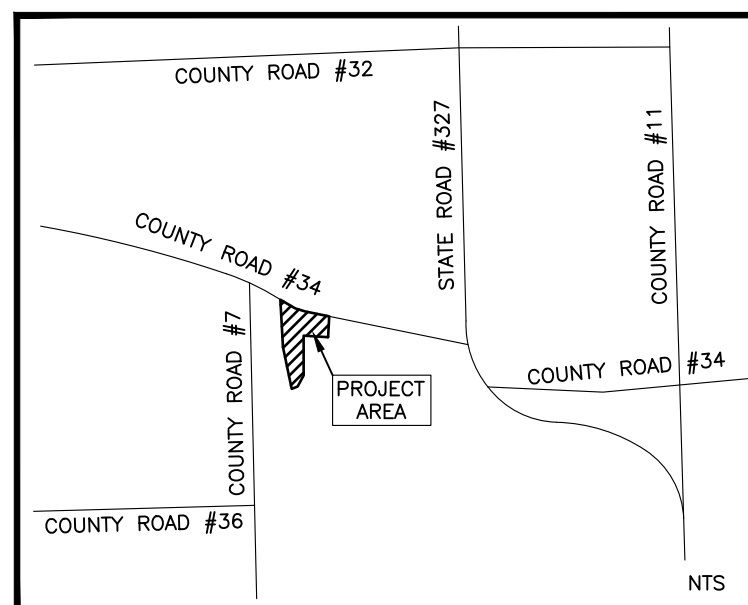 COUNTY ROAD #32
STATE ROAD #327
COUNTY ROAD #11
COUNTY ROAD #34
COUNTY ROAD #7
PROJECT
AREA
COUNTY ROAD #34
COUNTY ROAD #36
NTS